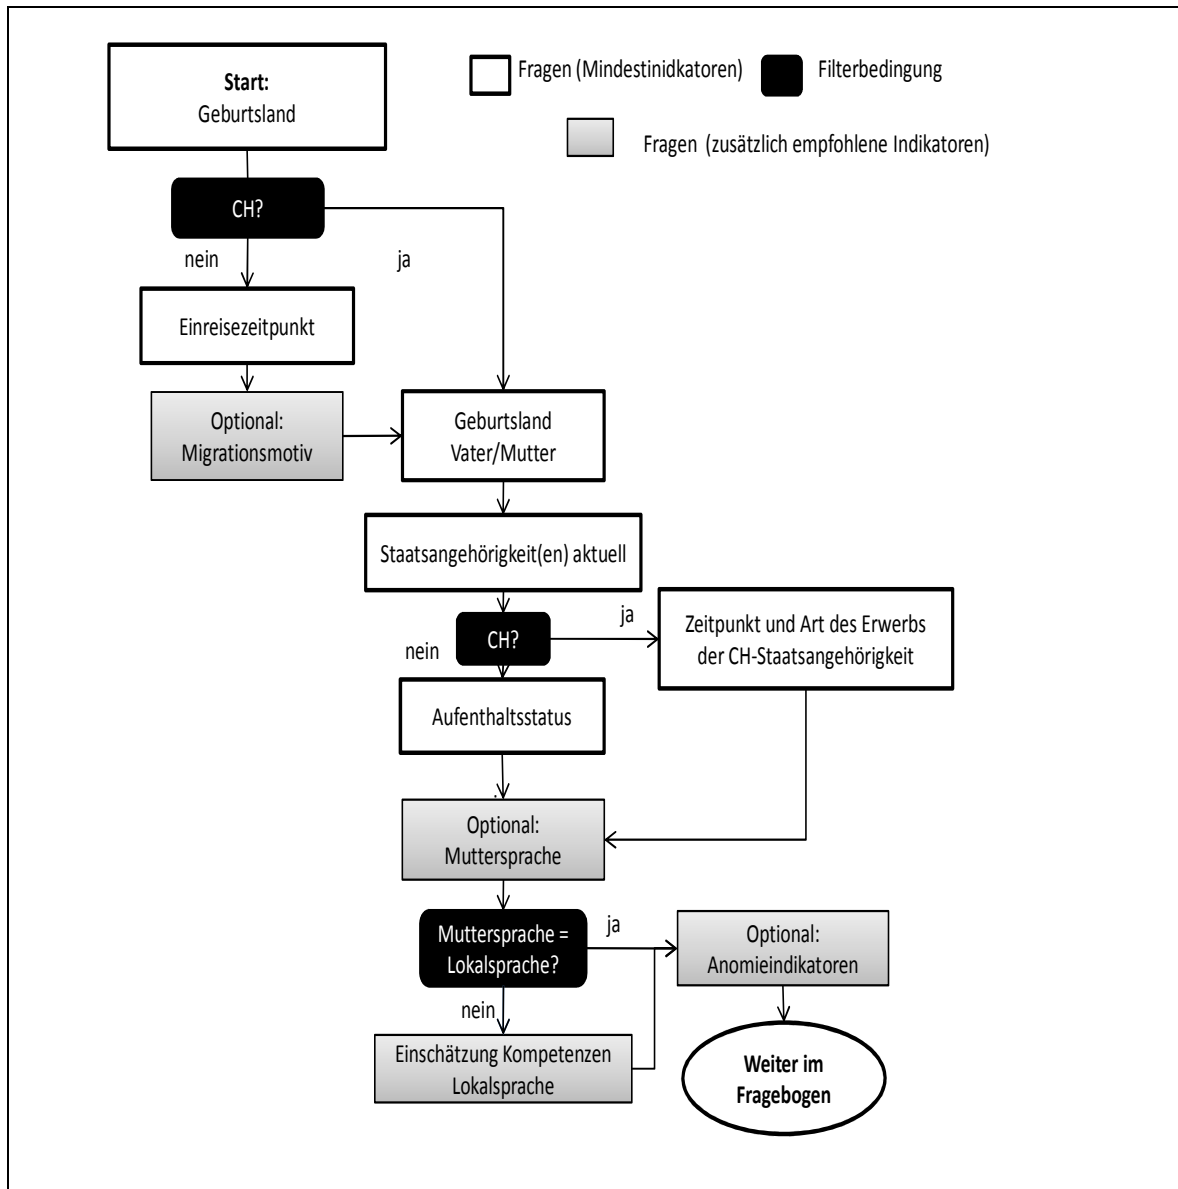 Start:
Geburtsland
Fragen (Mindestinidkatoren)
Filterbedingung
Fragen (zusätzlich empfohlene Indikatoren)
CH?
nein
ja
Einreisezeitpunkt
Optional:
Migrationsmotiv
Geburtsland
Vater/Mutter
Staatsangehörigkeit(en) aktuell
CH?
ja
nein
Zeitpunkt und Art des Erwerbs
der CH-Staatsangehörigkeit
Aufenthaltsstatus
Optional:
Muttersprache
Muttersprache =
Lokalsprache?
ja
nein
Optional:
Anomieindikatoren
Einschätzung Kompetenzen
Lokalsprache
Weiter im
Fragebogen